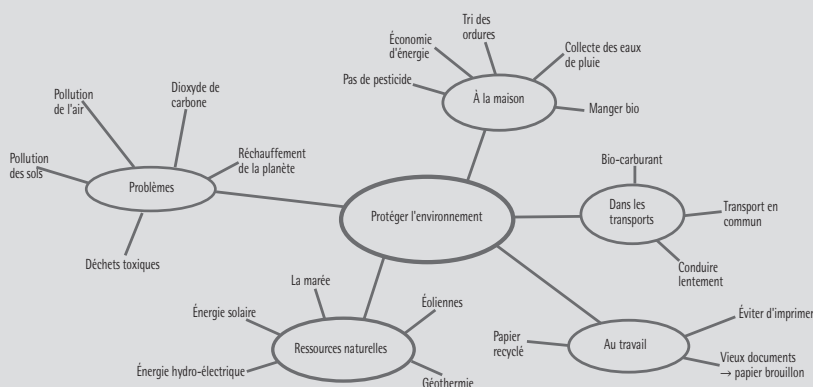 Protéger l'environnement
Problèmes
Pollution
des sols
Pollution
de l'air
Dioxyde de
carbone
Réchauffement
de la planète
Déchets toxiques
À la maison
Pas de pesticide
Économie
d'énergie
Tri des
ordures
Collecte des eaux
de pluie
Manger bio
Dans les
transports
Bio-carburant
Transport en
commun
Conduire
lentement
Au travail
Papier
recyclé
Éviter d'imprimer
Vieux documents
→ papier brouillon
Ressources naturelles
La marée
Énergie solaire
Énergie hydro-électrique
Éoliennes
Géothermie